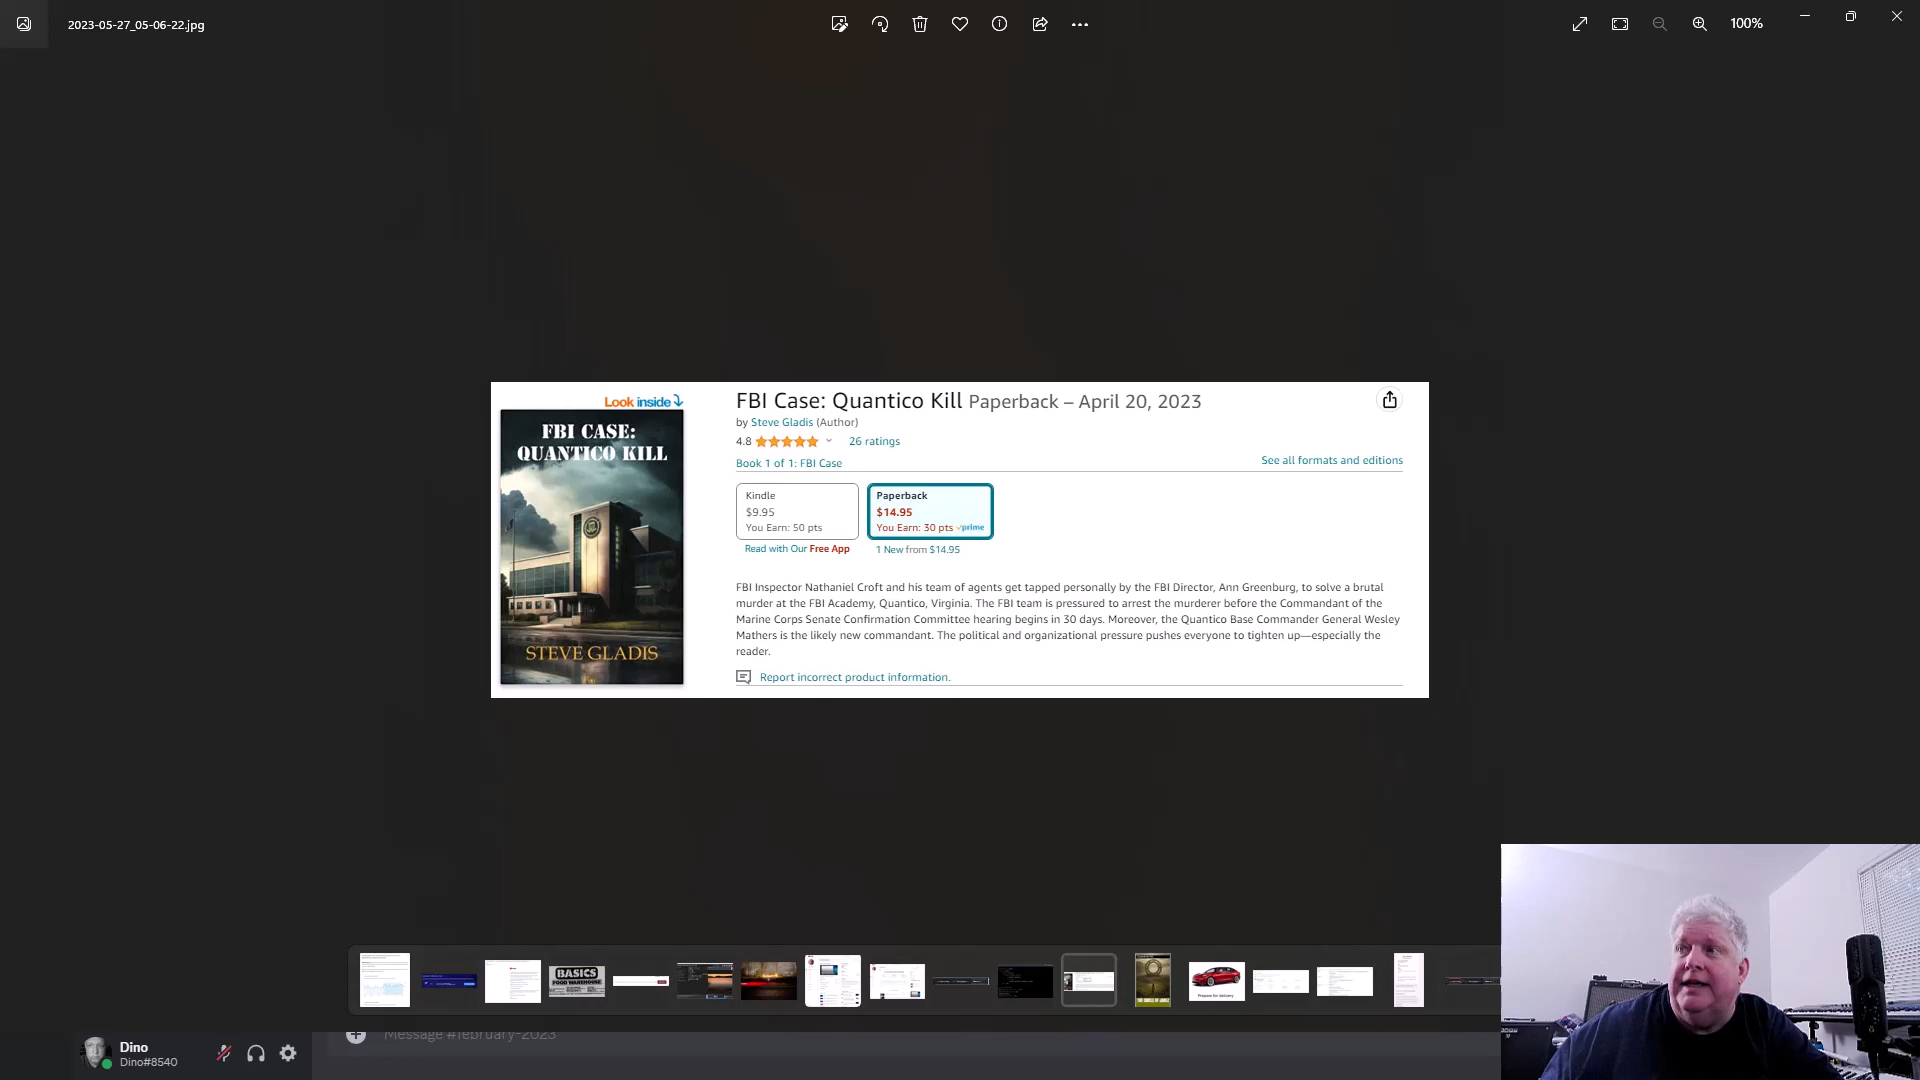 2023-05-27_05-06-22.jpg
100%
Look inside
FBI CASE:
QUANTICO KILL
STEVE GLADIS
FBI Case: Quantico Kill Paperback – April 20, 2023
by Steve Gladis (Author)
4.8 26 ratings
Book 1 of 1: FBI Case
See all formats and editions
Kindle
$9.95
You Earn: 50 pts
Read with Our Free App
Paperback
$14.95
You Earn: 30 pts prime
1 New from $14.95
FBI Inspector Nathaniel Croft and his team of agents get tapped personally by the FBI Director, Ann Greenburg, to solve a brutal
murder at the FBI Academy, Quantico, Virginia. The FBI team is pressured to arrest the murderer before the Commandant of the
Marine Corps Senate Confirmation Committee hearing begins in 30 days. Moreover, the Quantico Base Commander General Wesley
Mathers is the likely new commandant. The political and organizational pressure pushes everyone to tighten up—especially the
reader.
Report incorrect product information.
BASICS
FOOD WAREHOUSE
Prepare for delivery
Message #february-2023
Dino
Dino#8540